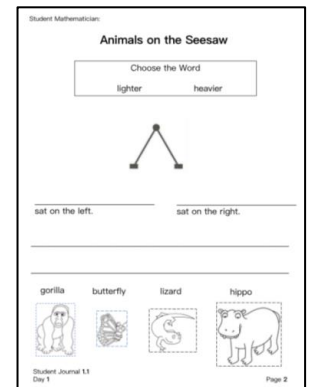 Student Mathematician:
Animals on the Seesaw
Choose the Word
lighter heavier
sat on the left. sat on the right.
gorilla butterfly lizard hippo
Student Journal 1.1
Day 1 Page 2